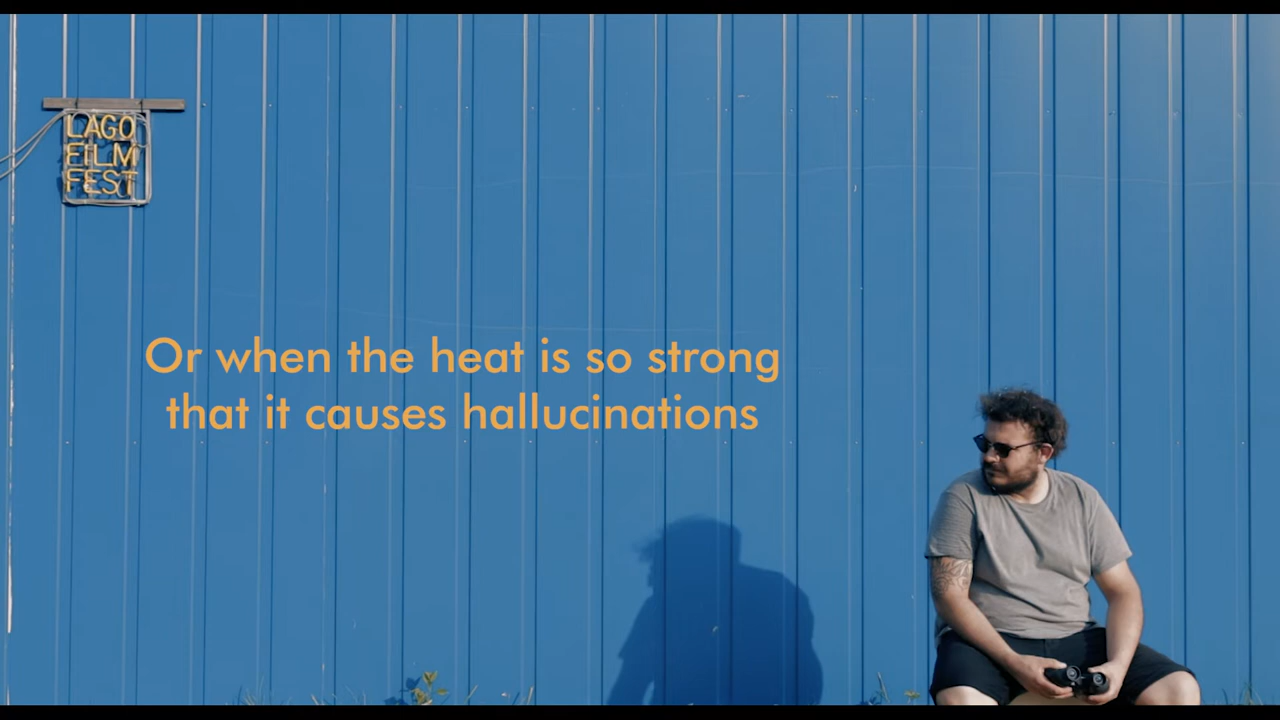 LAGO
FILM
FEST
Or when the heat is so strong
that it causes hallucinations